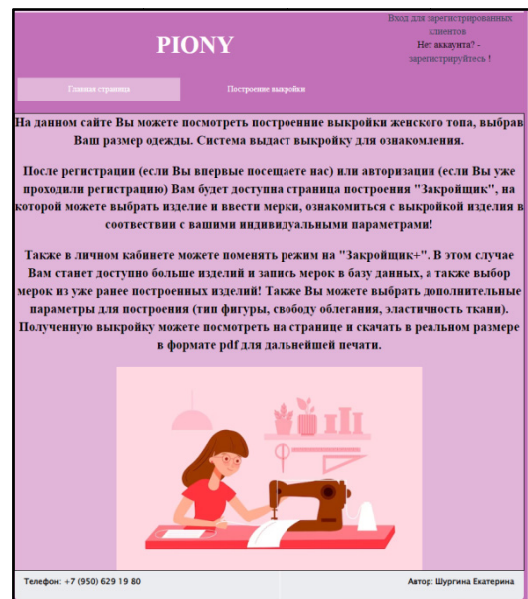 PIONY
Вход для зарегистрированных
клиентов
Нет аккаунта? -
зарегистрируйтесь !
Главная страница
Построение выкройки
На данном сайте Вы можете посмотреть построенние выкройки женского топа, выбрав
Ваш размер одежды. Система выдаст выкройку для ознакомления.
После регистрации (если Вы впервые посещаете нас) или авторизации (если Вы уже
проходили регистрацию) Вам будет доступна страница построения "Закройщик", на
которой можете выбрать изделие и ввести мерки, ознакомиться с выкройкой изделия в
соотвествии с вашими индивидуальными параметрами!
Также в личном кабинете можете поменять режим на "Закройщик+". В этом случае
Вам станет доступно больше изделий и запись мерок в базу данных, а также выбор
мерок из уже ранее построенных изделий! Также Вы можете выбрать дополнительные
параметры для построения (тип фигуры, свободу облегания, эластичность ткани).
Полученную выкройку можете посмотреть на странице и скачать в реальном размере
в формате pdf для дальнейшей печати.
Телефон: +7 (950) 629 19 80
Автор: Шургина Екатерина